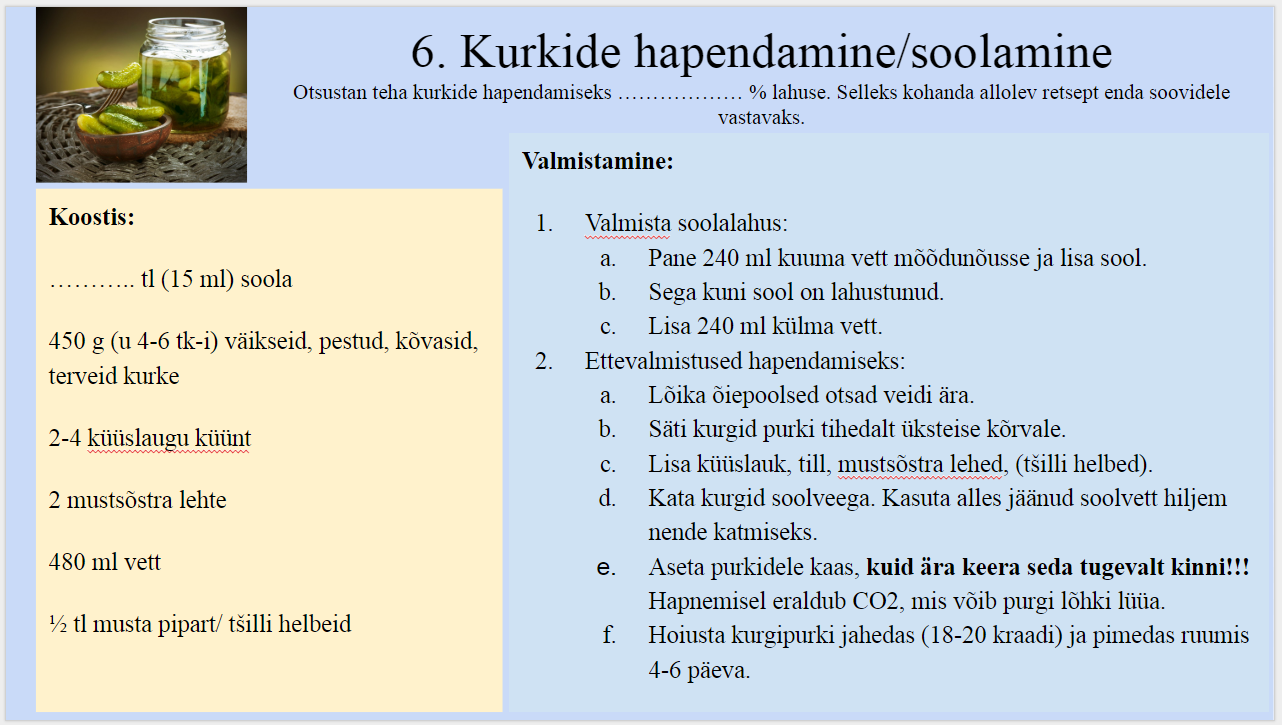 6. Kurkide hapendamine/soolamine
Otsustan teha kurkide hapendamiseks ……………… % lahuse. Selleks kohanda allolev retsept enda soovidele
vastavaks.
Koostis:
……….. tl (15 ml) soola
450 g (u 4-6 tk-i) väikseid, pestud, kõvasid,
terveid kurke
2-4 küüslaugu küünt
2 mustsõstra lehte
480 ml vett
½ tl musta pipart/ tšilli helbeid
Valmistamine:
1. Valmista soolalahus:
a. Pane 240 ml kuuma vett mõõdunõusse ja lisa sool.
b. Sega kuni sool on lahustunud.
c. Lisa 240 ml külma vett.
2. Ettevalmistused hapendamiseks:
a. Lõika õiepoolsed otsad veidi ära.
b. Säti kurgid purki tihedalt üksteise kõrvale.
c. Lisa küüslauk, till, mustsõstra lehed, (tšilli helbed).
d. Kata kurgid soolveega. Kasuta alles jäänud soolvett hiljem
nende katmiseks.
e. Aseta purkidele kaas, kuid ära keera seda tugevalt kinni!!!
Hapnemisel eraldub CO2, mis võib purgi lõhki lüüa.
f. Hoiusta kurgipurki jahedas (18-20 kraadi) ja pimedas ruumis
4-6 päeva.